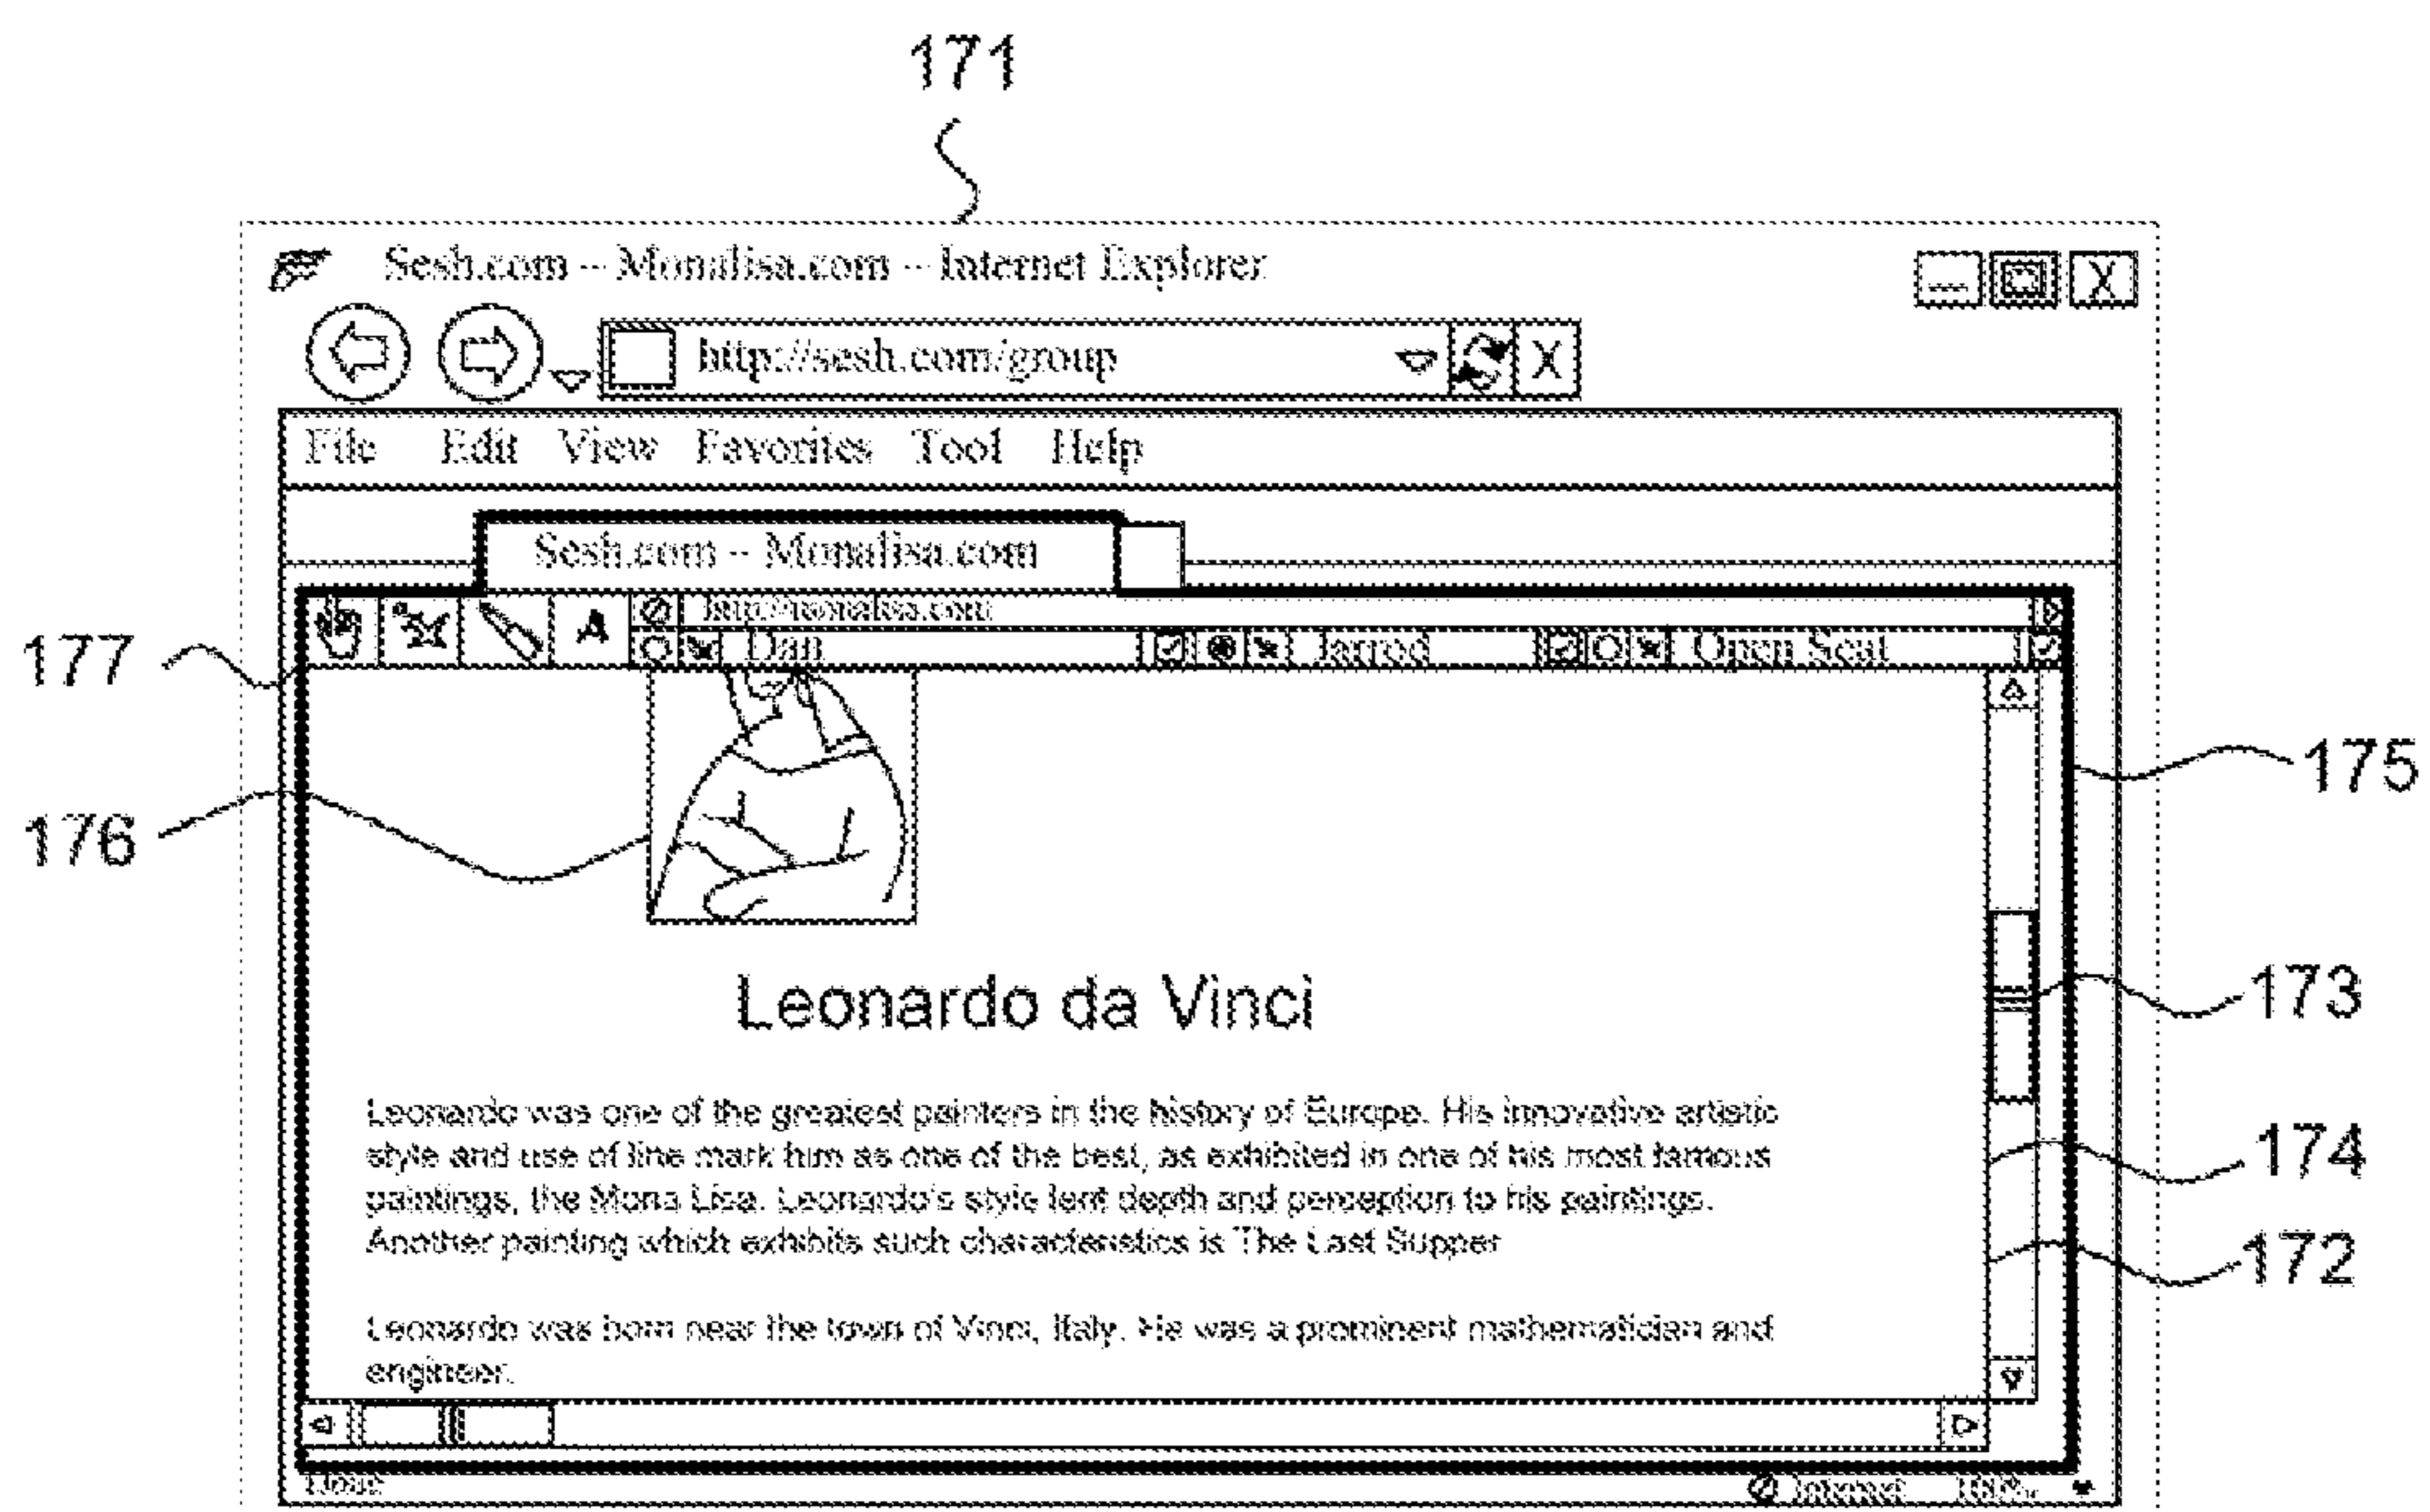 171
Sesh.com -- Monalisa.com -- Internet Explorer
X
http://sesh.com/group
X
File Edit View Favorites Tool Help
Sesh.com -- Monalisa.com
A
http://monalisa.com
Dan Jarrod Open Seat
177
176
175
173
174
172
Leonardo da Vinci
Leonardo was one of the greatest painters in the history of Europe. His innovative artistic
style and use of line mark him as one of the best, as exhibited in one of his most famous
paintings, the Mona Lisa. Leonardo's style lent depth and perception to his paintings.
Another painting which exhibits such characteristics is The Last Supper
Leonardo was born near the town of Vinci, Italy. He was a prominent mathematician and
engineer.
Done Internet